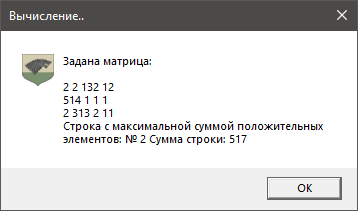 Вычисление..
Задана матрица:
2 2 132 12
514 1 1 1
2 313 2 11
Строка с максимальной суммой положительных
элементов: № 2 Сумма строки: 517
OK